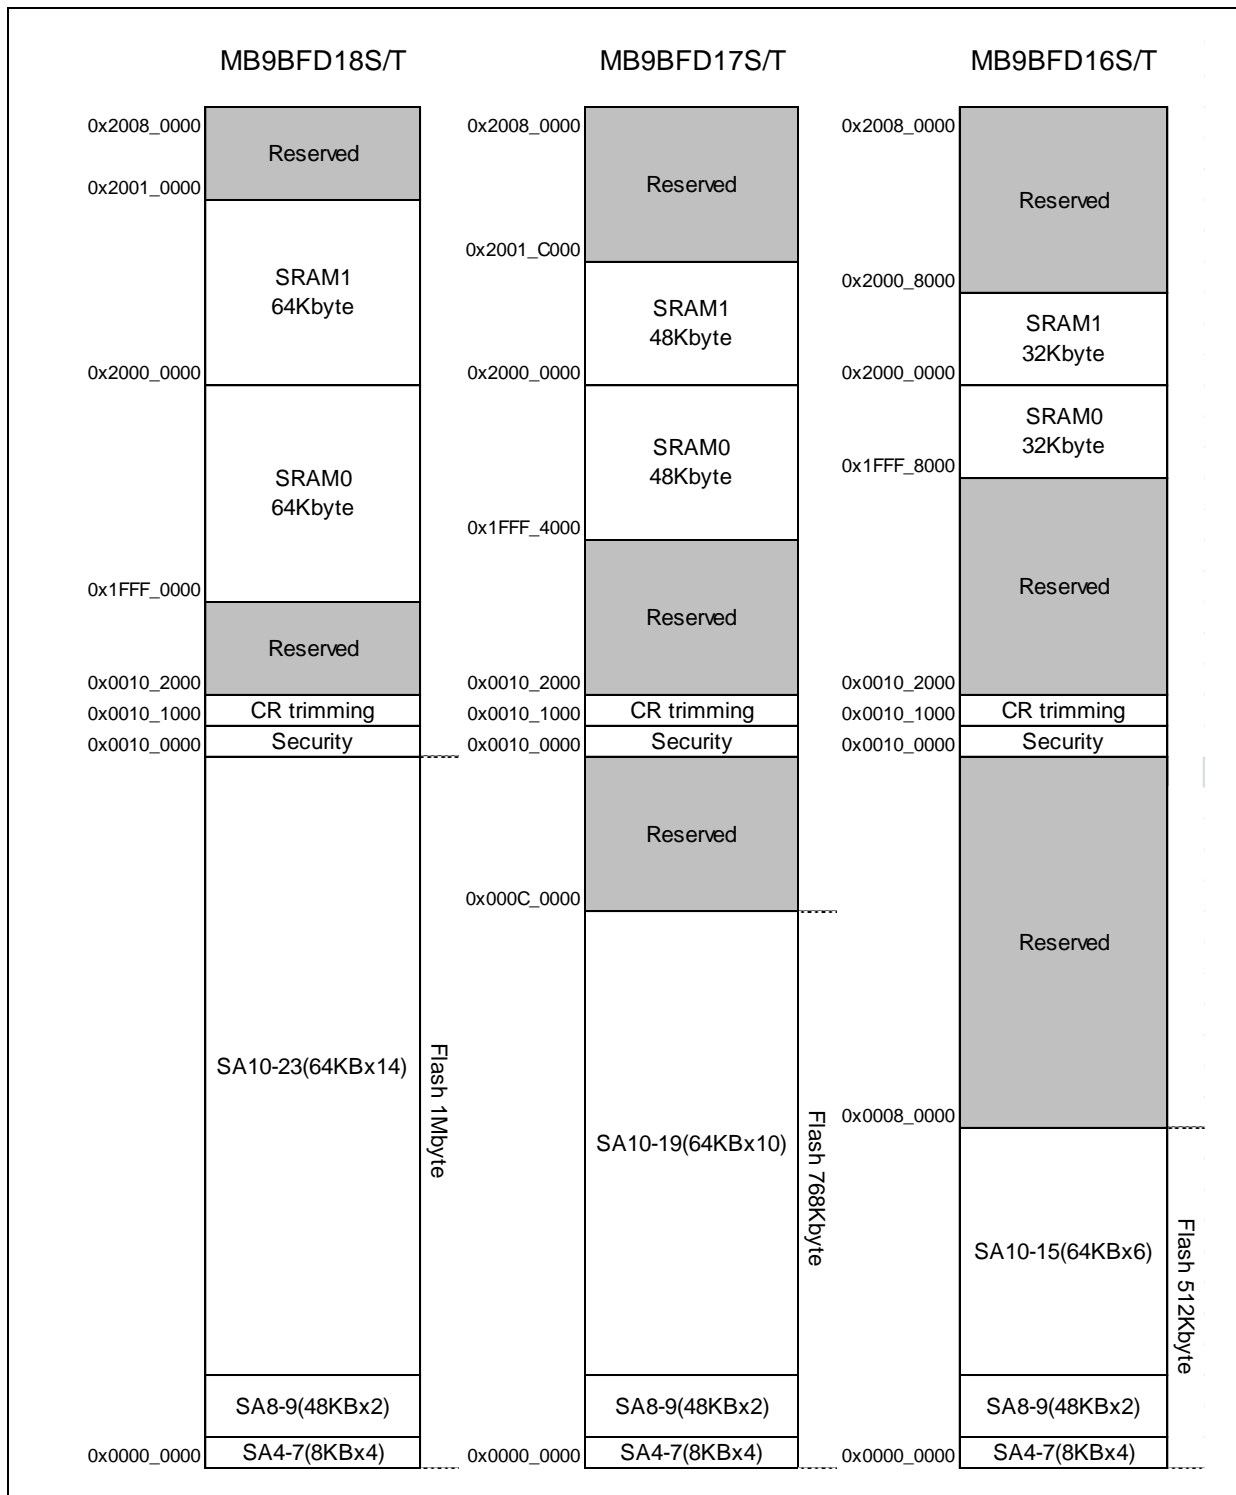 MB9BFD18S/T
0x2008_0000
Reserved
0x2001_0000
SRAM1
64Kbyte
0x2000_0000
SRAM0
64Kbyte
0x1FFF_0000
Reserved
0x0010_2000
CR trimming
0x0010_1000
Security
0x0010_0000
SA10-23(64KBx14)
Flash 1Mbyte
SA8-9(48KBx2)
SA4-7(8KBx4)
0x0000_0000
MB9BFD17S/T
0x2008_0000
Reserved
0x2001_C000
SRAM1
48Kbyte
0x2000_0000
SRAM0
48Kbyte
0x1FFF_4000
Reserved
0x0010_2000
CR trimming
0x0010_1000
Security
0x0010_0000
Reserved
0x000C_0000
SA10-19(64KBx10)
Flash 768Kbyte
SA8-9(48KBx2)
SA4-7(8KBx4)
0x0000_0000
MB9BFD16S/T
0x2008_0000
Reserved
0x2000_8000
SRAM1
32Kbyte
0x2000_0000
SRAM0
32Kbyte
0x1FFF_8000
Reserved
0x0010_2000
CR trimming
0x0010_1000
Security
0x0010_0000
Reserved
0x0008_0000
SA10-15(64KBx6)
Flash 512Kbyte
SA8-9(48KBx2)
SA4-7(8KBx4)
0x0000_0000